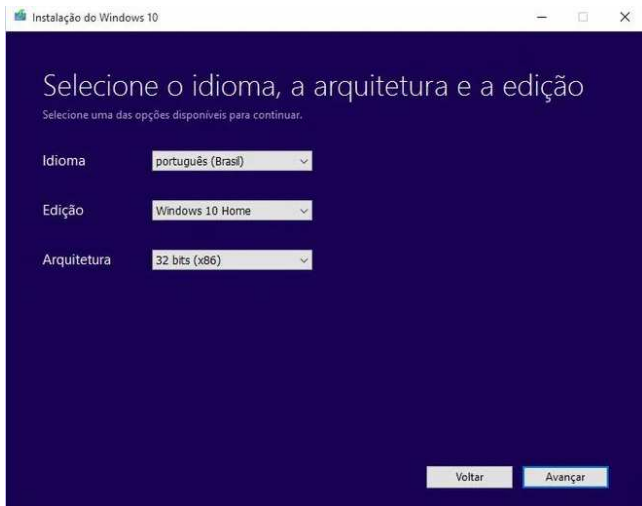 Instalação do Windows 10
Selecione o idioma, a arquitetura e a edição
Selecione uma das opções disponíveis para continuar.
Idioma português (Brasil)
Edição Windows 10 Home
Arquitetura 32 bits (x86)
Voltar Avançar